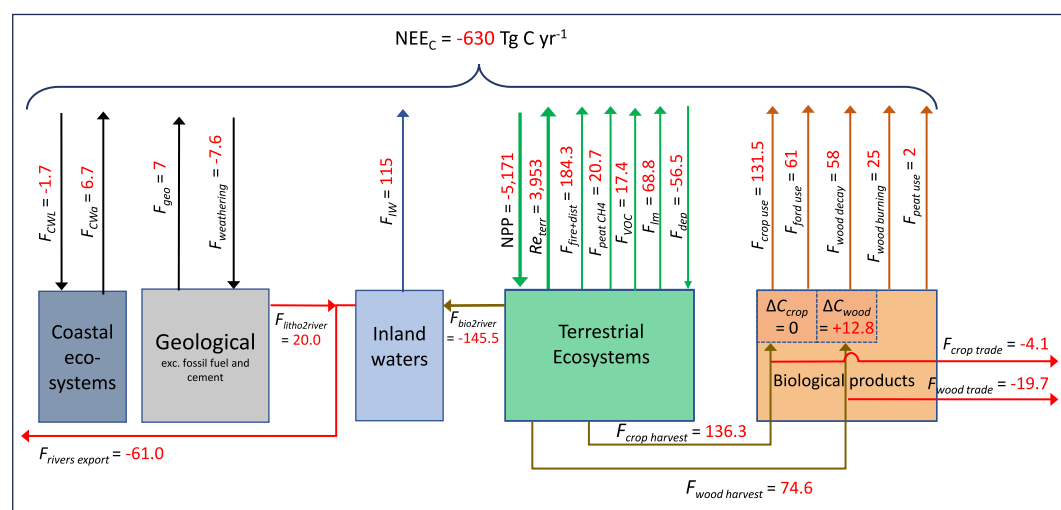 NEE_C = -630 Tg C yr⁻¹
F_CWL = -1.7
F_CWa = 6.7
F_geo = 7
F_weathering = -7.6
F_IW = 115
NPP = -5,171
Re_terr = 3,953
F_fire+dist = 184.3
F_peat CH4 = 20.7
F_VOC = 17.4
F_lm = 68.8
F_dep = -56.5
F_crop use = 131.5
F_ford use = 61
F_wood decay = 58
F_wood burning = 25
F_peat use = 2
Coastal
eco-
systems
Geological
exc. fossil fuel and
cement
F_litho2river
= 20.0
Inland
waters
F_bio2river
= -145.5
Terrestrial
Ecosystems
ΔC_crop
= 0
ΔC_wood
= +12.8
Biological products
F_crop trade = -4.1
F_wood trade = -19.7
F_rivers export = -61.0
F_crop harvest = 136.3
F_wood harvest = 74.6